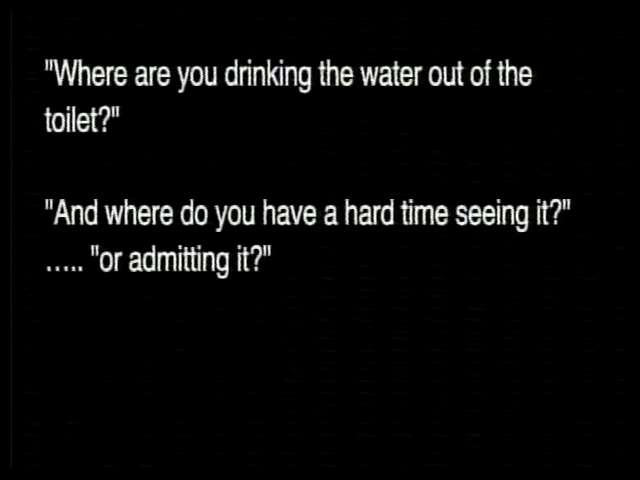 "Where are you drinking the water out of the
toilet?"
"And where do you have a hard time seeing it?"
..... "or admitting it?"